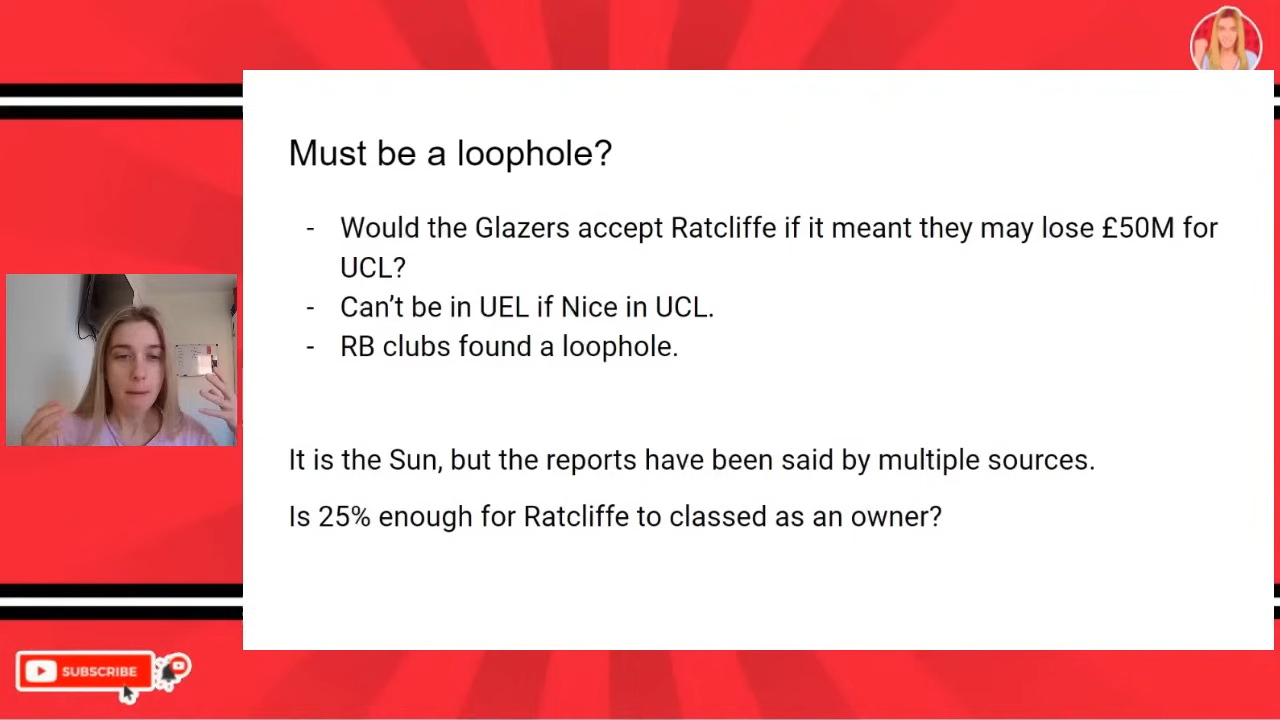 Must be a loophole?
- Would the Glazers accept Ratcliffe if it meant they may lose £50M for
UCL?
- Can't be in UEL if Nice in UCL.
- RB clubs found a loophole.
It is the Sun, but the reports have been said by multiple sources.
Is 25% enough for Ratcliffe to classed as an owner?
SUBSCRIBE